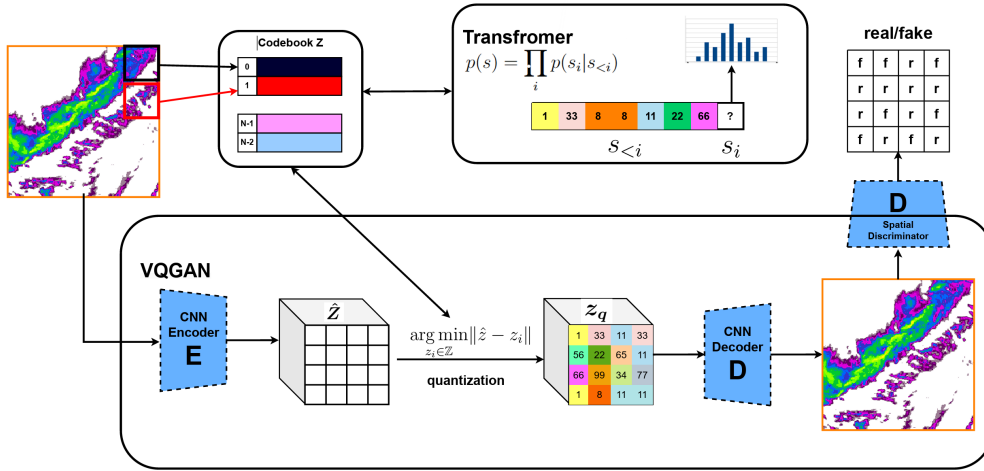 Codebook Z
0
1
N-1
N-2
Transfromer
p(s) = ∏ p(s_i|s_{<i})
i
1 33 8 8 11 22 66 ?
s_{<i} s_i
real/fake
f f r f
r r r r
r f r f
f r f r
D
Spatial
Discriminator
VQGAN
CNN
Encoder
E
ẑ
arg min‖ẑ − z_i‖
z_i∈ℤ
quantization
z_q
1 33 11 33
56 22 65 11
66 99 34 77
1 8 11 11
CNN
Decoder
D